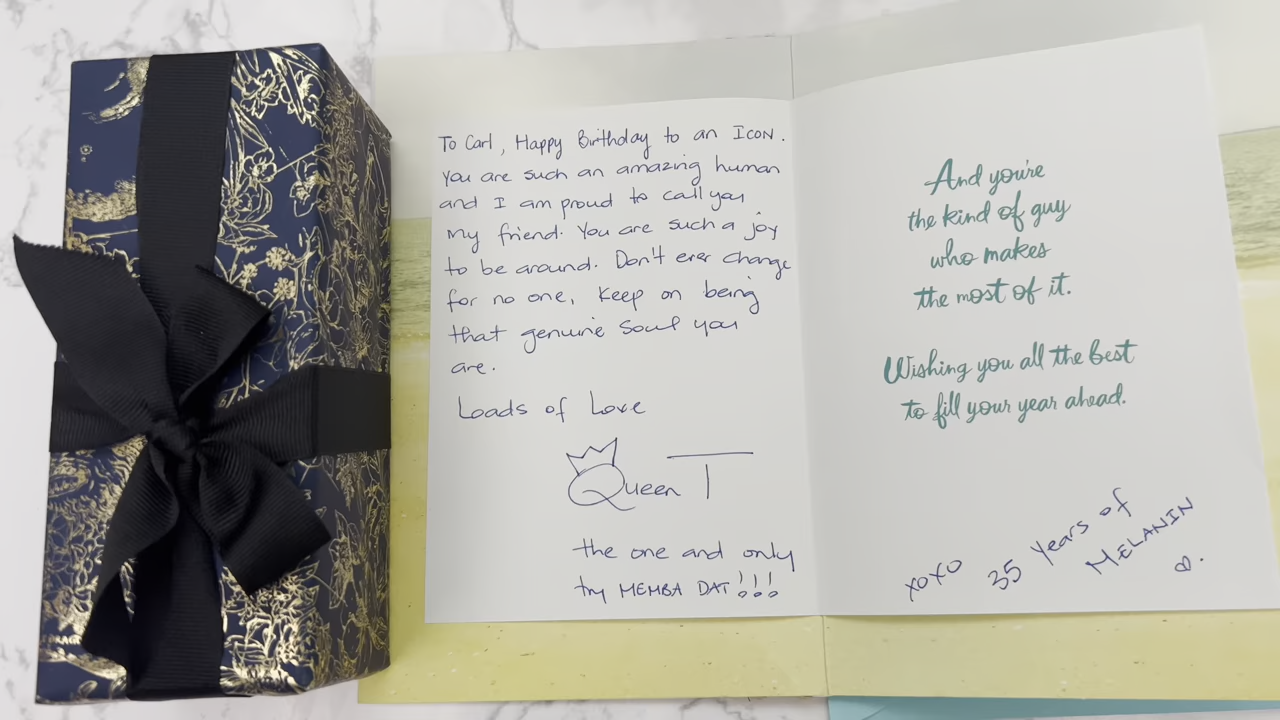 To Carl, Happy Birthday to an ICON.
You are such an amazing human
and I am proud to call you
my friend. You are such a joy
to be around. Don't ever change
for no one, keep on being
that genuine soul you
are.
Loads of Love
Queen T
the one and only
try MEMBA DAT!!!
And you're
the kind of guy
who makes
the most of it.
Wishing you all the best
to fill your year ahead.
xoxo
35 Years of
MELANIN